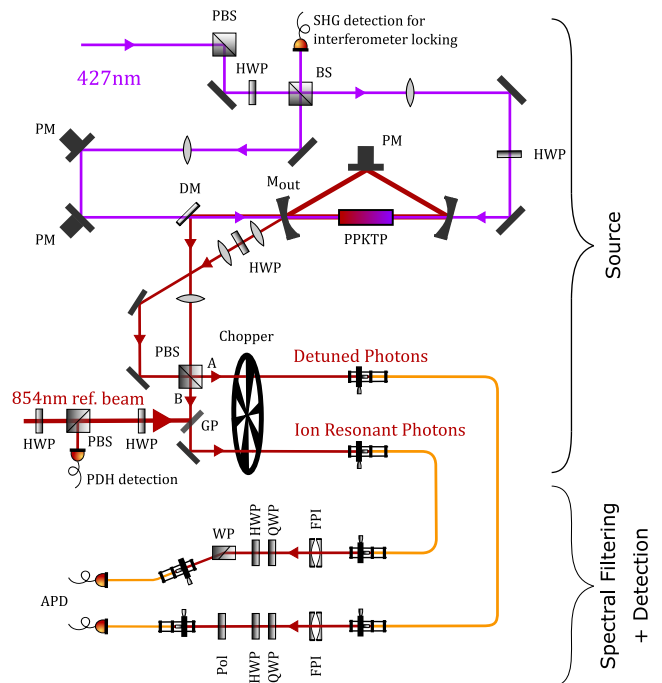 PBS
SHG detection for
interferometer locking
427nm
HWP
BS
PM
PM
HWP
DM
Mout
PM
PPKTP
HWP
Source
Chopper
PBS
A
Detuned Photons
B
854nm ref. beam
GP
Ion Resonant Photons
HWP
PBS
HWP
PDH detection
WP
HWP
QWP
FPI
APD
Pol
HWP
QWP
FPI
Spectral Filtering
+ Detection